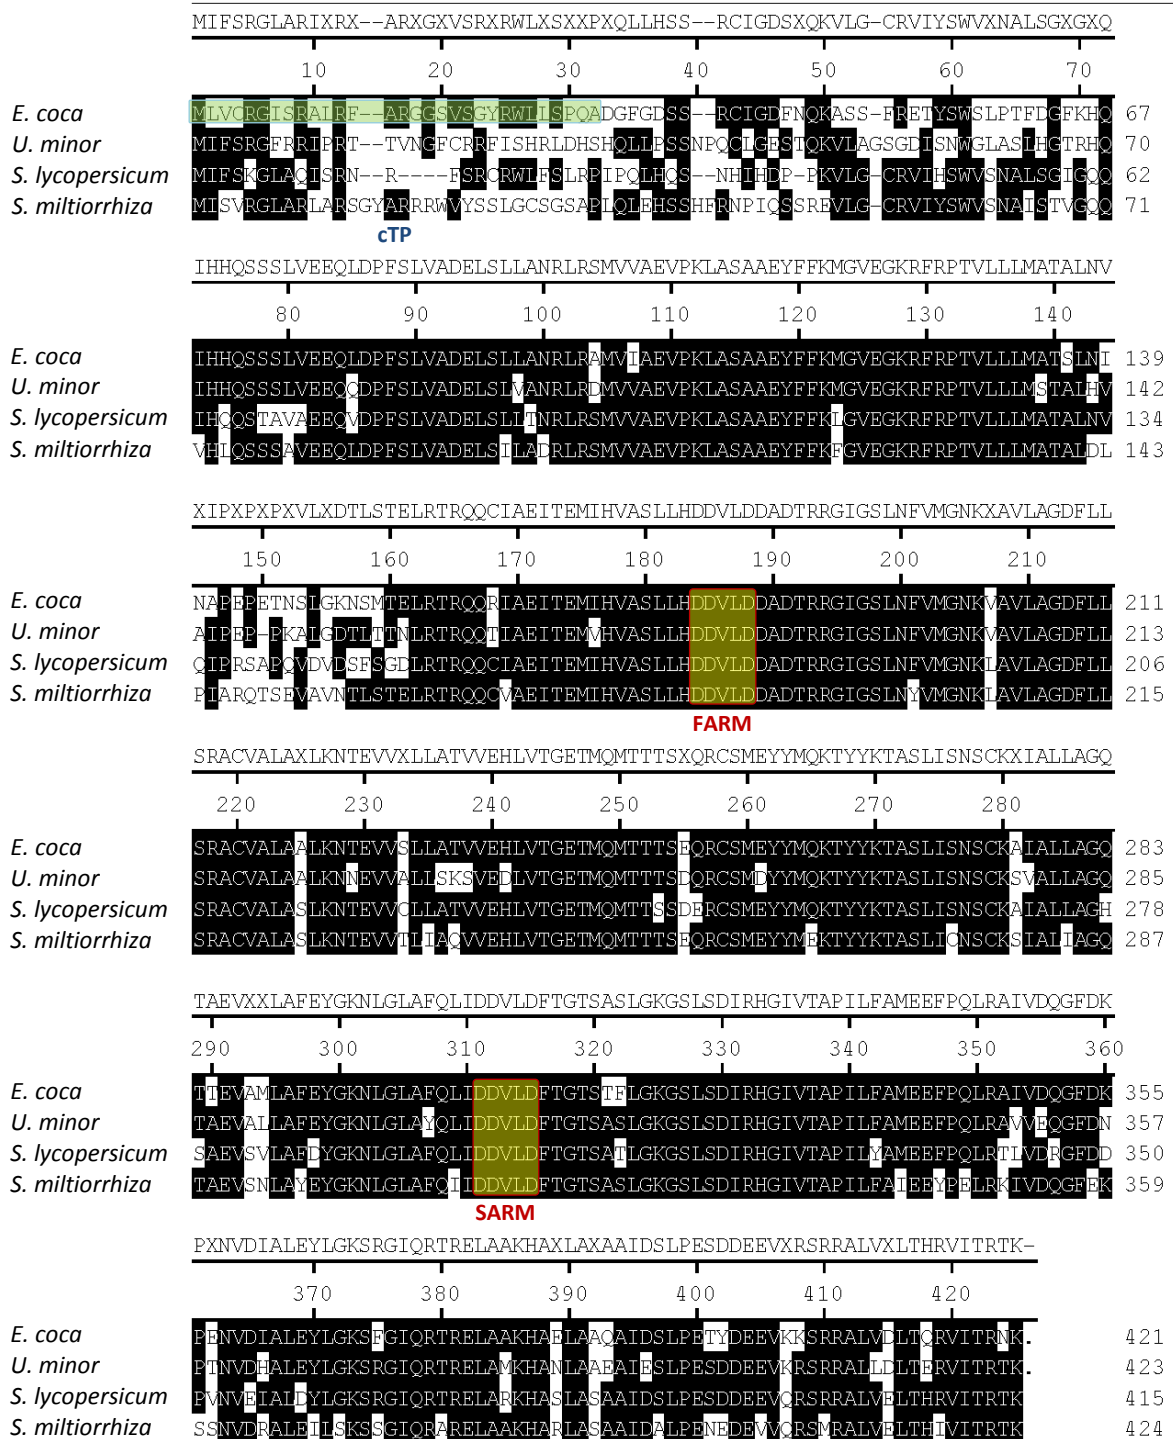 MIFSRGLARIXRX--ARXGXVSRXRWLXSXXPXQLLHSS--RCIGDSXQKVLG-CRVIYSWVXNALSGXGXQ
10 20 30 40 50 60 70
E. coca MLVCRGISRALRF--ARGGSVSGYRWLLSPQADGFGDSS--RCIGDFNQKASS-FRETYSWSLPTFDGFKHQ 67
U. minor MIFSRGFRRIPRT--TVNGFCRRFISHRLDHSHQLLPSSNPQCLGESTQKVLAGSGDISNWGLASLHGTRHQ 70
S. lycopersicum MIFSKGLAQISRN--R----FSRCRWLFSLRPIPQLHQS--NHIHDP-PKVLG-CRVIHSWVSNALSGIGQQ 62
S. miltiorrhiza MISVRGLARLARSGYARRRWVYSSLGCSGSAPLQLEHSSHFRNPIQSSREVLG-CRVIYSWVSNAISTVGQQ 71
cTP
IHHQSSSLVEEQLDPFSLVADELSLLANRLRSMVVAEVPKLASAAEYFFKMGVEGKRFRPTVLLLMATALNV
80 90 100 110 120 130 140
E. coca IHHQSSSLVEEQLDPFSLVADELSLLANRLRAMVIAEVPKLASAAEYFFKMGVEGKRFRPTVLLLMATSLNI 139
U. minor IHHQSSSLVEEQQDPFSLVADELSLVANRLRDMVVAEVPKLASAAEYFFKMGVEGKRFRPTVLLLMSTALHV 142
S. lycopersicum IHQQSTAVAEEQVDPFSLVADELSLLTNRLRSMVVAEVPKLASAAEYFFKLGVEGKRFRPTVLLLMATALNV 134
S. miltiorrhiza VHLQSSSAVEEQLDPFSLVADELSILADRLRSMVVAEVPKLASAAEYFFKFGVEGKRFRPTVLLLMATALDL 143
XIPXPXPXVLXDTLSTELRTRQQCIAEITEMIHVASLLHDDVLDDADTRRGIGSLNFVMGNKXAVLAGDFLL
150 160 170 180 190 200 210
E. coca NAPEPETNSLGKNSMTELRTRQQRIAEITEMIHVASLLHDDVLDDADTRRGIGSLNFVMGNKVAVLAGDFLL 211
U. minor AIPEP-PKALGDTLTTNLRTRQQTIAEITEMVHVASLLHDDVLDDADTRRGIGSLNFVMGNKVAVLAGDFLL 213
S. lycopersicum QIPRSAPQVDVDSFSGDLRTRQQCIAEITEMIHVASLLHDDVLDDADTRRGIGSLNFVMGNKLAVLAGDFLL 206
S. miltiorrhiza PIARQTSEVAVNTLSTELRTRQQCVAEITEMIHVASLLHDDVLDDADTRRGIGSLNYVMGNKLAVLAGDFLL 215
FARM
SRACVALAXLKNTEVVXLLATVVEHLVTGETMQMTTTSXQRCSMEYYMQKTYYKTASLISNSCKXIALLAGQ
220 230 240 250 260 270 280
E. coca SRACVALAALKNTEVVSLLATVVEHLVTGETMQMTTTSEQRCSMEYYMQKTYYKTASLISNSCKAIALLAGQ 283
U. minor SRACVALAALKNNEVVALLSKSVEDLVTGETMQMTTTSDQRCSMDYYMQKTYYKTASLISNSCKSVALLAGQ 285
S. lycopersicum SRACVALASLKNTEVVCLLATVVEHLVTGETMQMTTSSDERCSMEYYMQKTYYKTASLISNSCKAIALLAGH 278
S. miltiorrhiza SRACVALASLKNTEVVTLIAQVVEHLVTGETMQMTTTSEQRCSMEYYMEKTYYKTASLICNSCKSIALIAGQ 287
TAEVXXLAFEYGKNLGLAFQLIDDVLDFTGTSASLGKGSLSDIRHGIVTAPILFAMEEFPQLRAIVDQGFDK
290 300 310 320 330 340 350 360
E. coca TTEVAMLAFEYGKNLGLAFQLIDDVLDFTGTSTFLGKGSLSDIRHGIVTAPILFAMEEFPQLRAIVDQGFDK 355
U. minor TAEVALLAFEYGKNLGLAYQLIDDVLDFTGTSASLGKGSLSDIRHGIVTAPILFAMEEFPQLRAVVEQGFDN 357
S. lycopersicum SAEVSVLAFDYGKNLGLAFQLIDDVLDFTGTSATLGKGSLSDIRHGIVTAPILYAMEEFPQLRTLVDRGFDD 350
S. miltiorrhiza TAEVSNLAYEYGKNLGLAFQIIDDVLDFTGTSASLGKGSLSDIRHGIVTAPILFAIEEYPELRKIVDQGFEK 359
SARM
PXNVDIALEYLGKSRGIQRTRELAAKHAXLAXAAIDSLPESDDEEVXRSRRALVXLTHRVITRTK-
370 380 390 400 410 420
E. coca PENVDIALEYLGKSFGIQRTRELAAKHAELAAQAIDSLPETYDEEVKKSRRALVDLTQRVITRNK. 421
U. minor PTNVDHALEYLGKSRGIQRTRELAMKHANLAAEAIESLPESDDEEVKRSRRALLDLTERVITRTK. 423
S. lycopersicum PVNVEIALDYLGKSRGIQRTRELARKHASLASAAIDSLPESDDEEVQRSRRALVELTHRVITRTK 415
S. miltiorrhiza SSNVDRALEILSKSSGIQRARELAAKHARLASAAIDALPENEDEVVQRSMRALVELTHIVITRTK 424